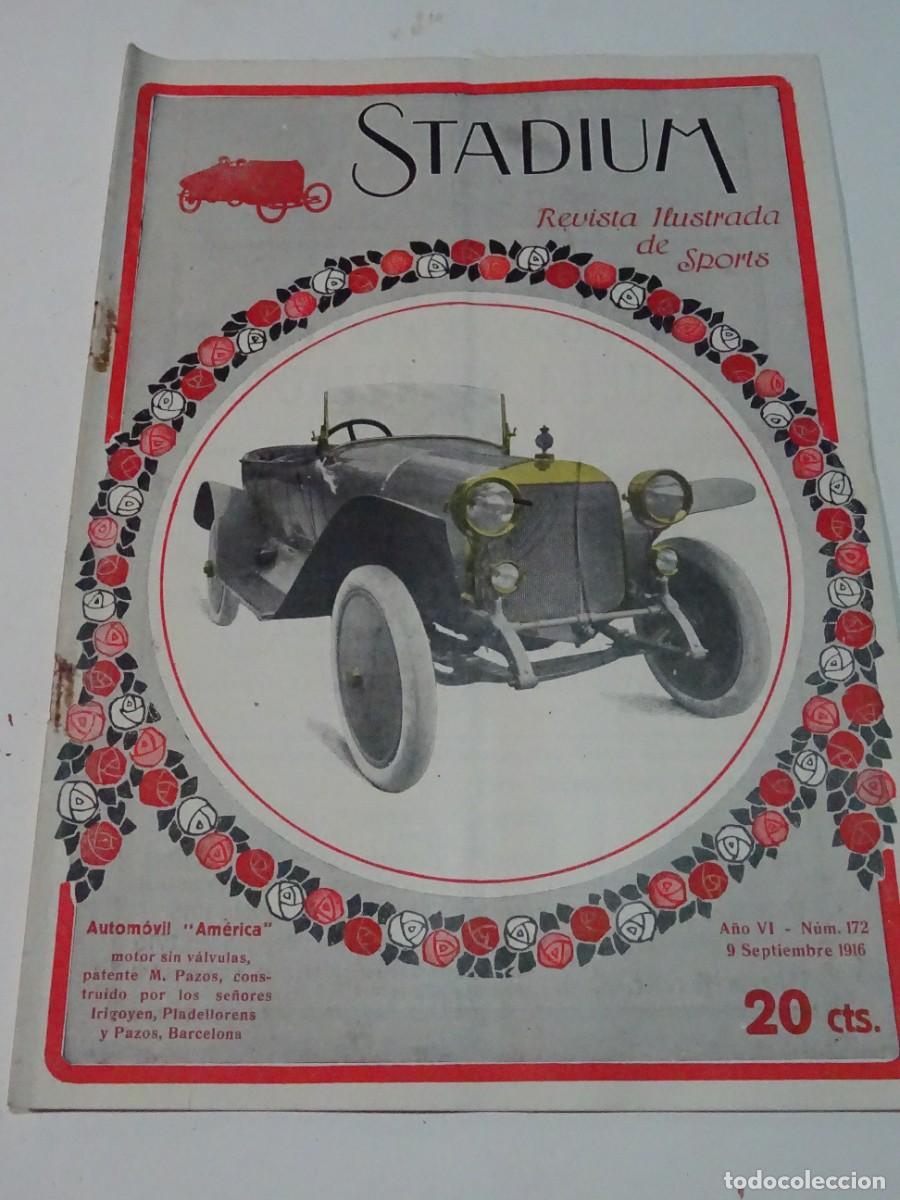 STADIUM
Revista Ilustrada
de Sports
Automóvil "América"
motor sin válvulas,
patente M. Pazos, cons-
truido por los señores
Irigoyen, Pladellorens
y Pazos, Barcelona
Año VI - Núm. 172
9 Septiembre 1916
20 cts.
todocoleccion